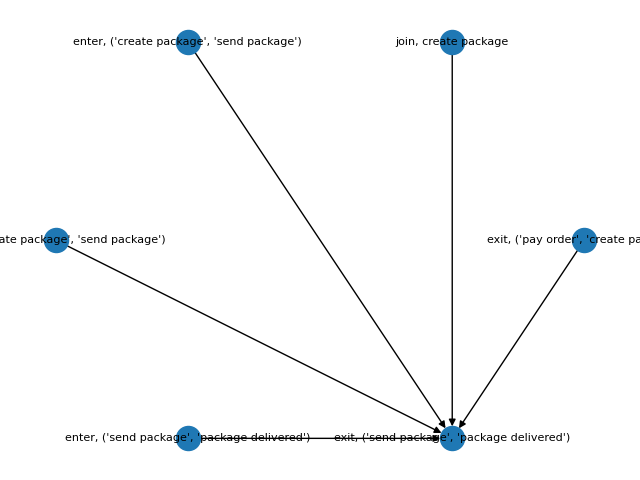 enter, ('create package', 'send package')
join, create package
ate package', 'send package')
exit, ('pay order', 'create pa
enter, ('send package', 'package delivered')
exit, ('send package', 'package delivered')